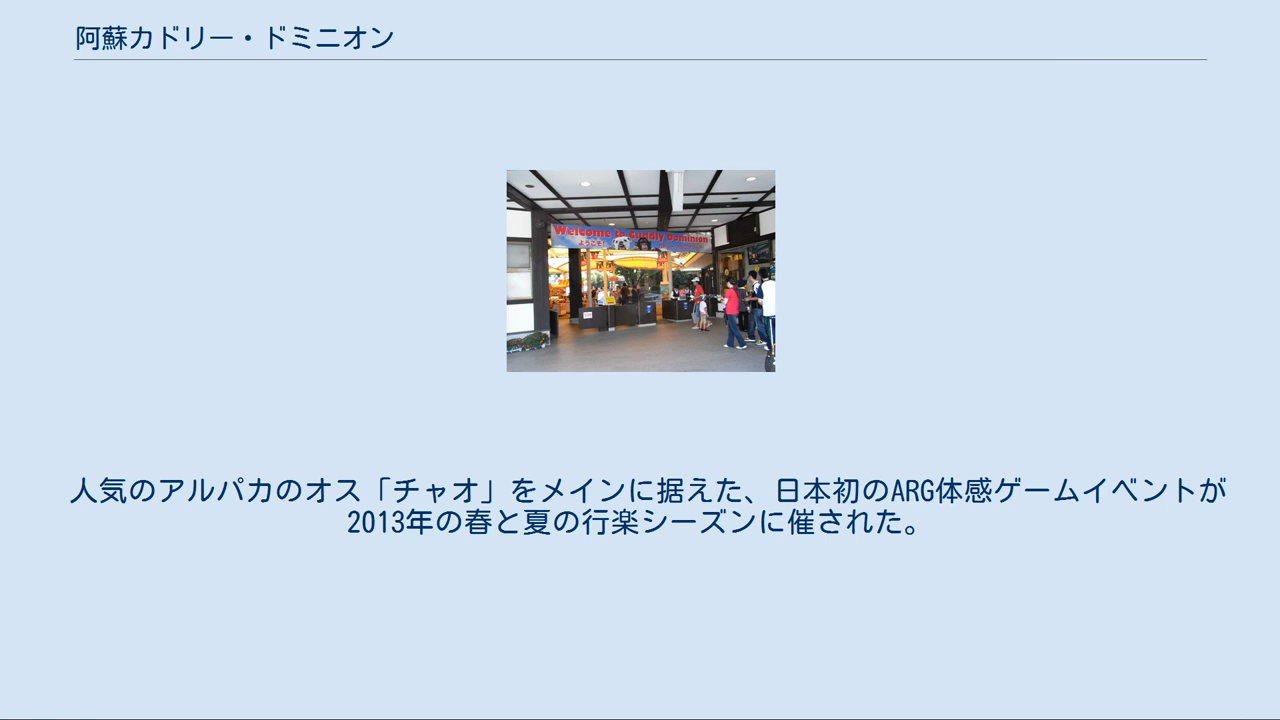 阿蘇カドリー・ドミニオン
Welcome to Cuddly Dominion
ようこそ!
人気のアルパカのオス「チャオ」をメインに据えた、日本初のARG体感ゲームイベントが
2013年の春と夏の行楽シーズンに催された。